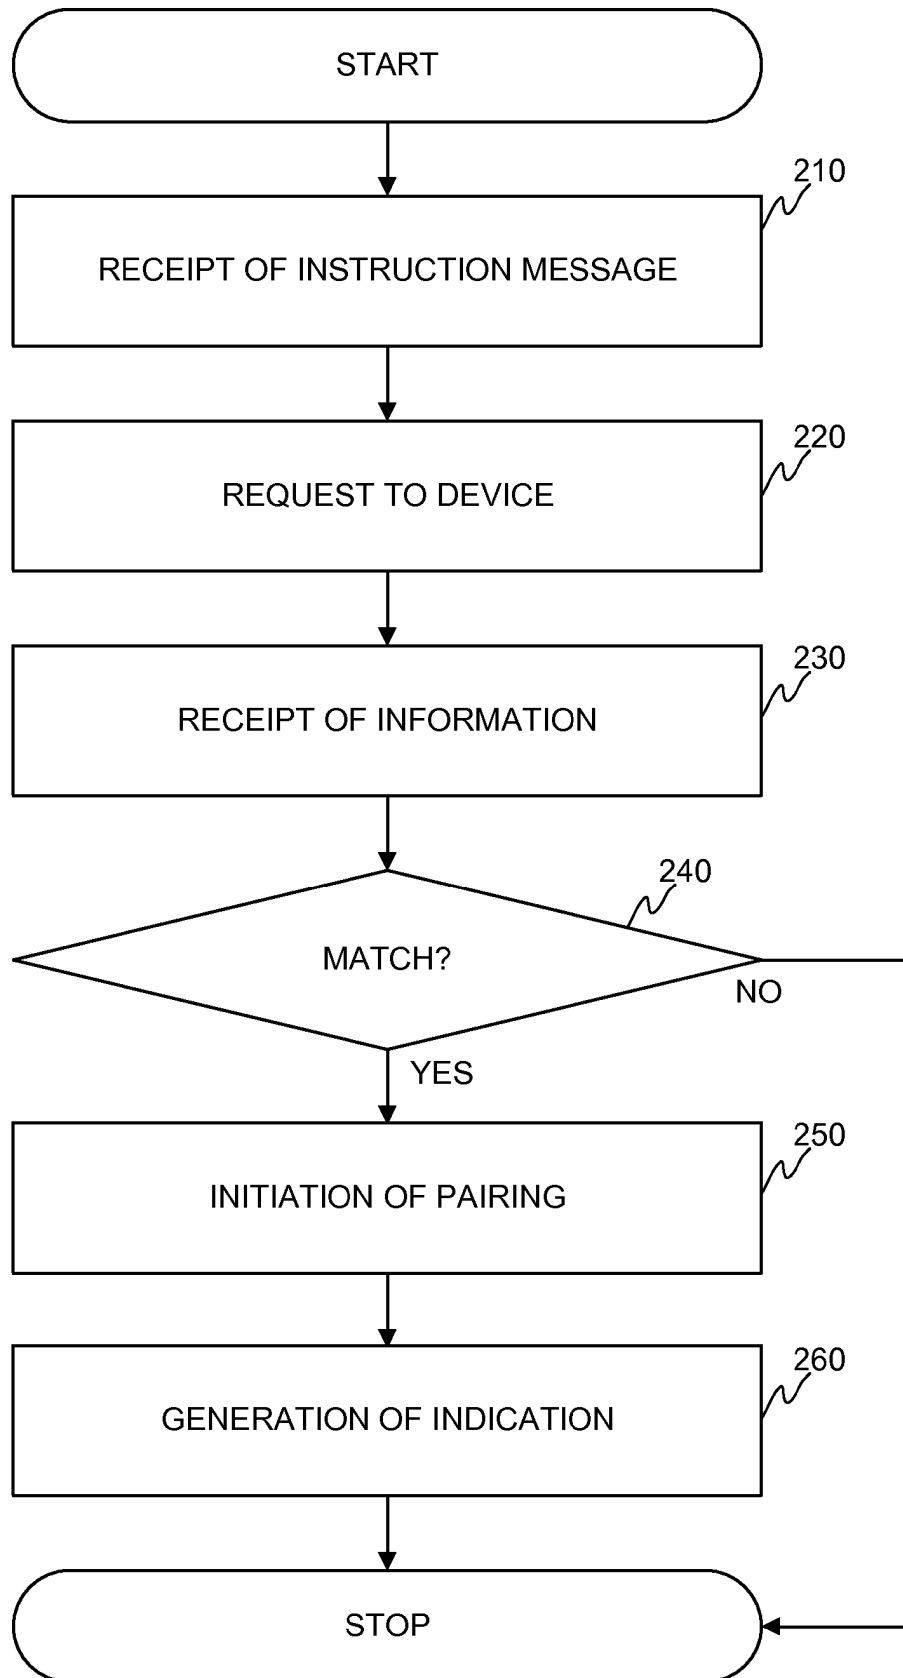 START
210
RECEIPT OF INSTRUCTION MESSAGE
220
REQUEST TO DEVICE
230
RECEIPT OF INFORMATION
240
MATCH?
NO
YES
250
INITIATION OF PAIRING
260
GENERATION OF INDICATION
STOP